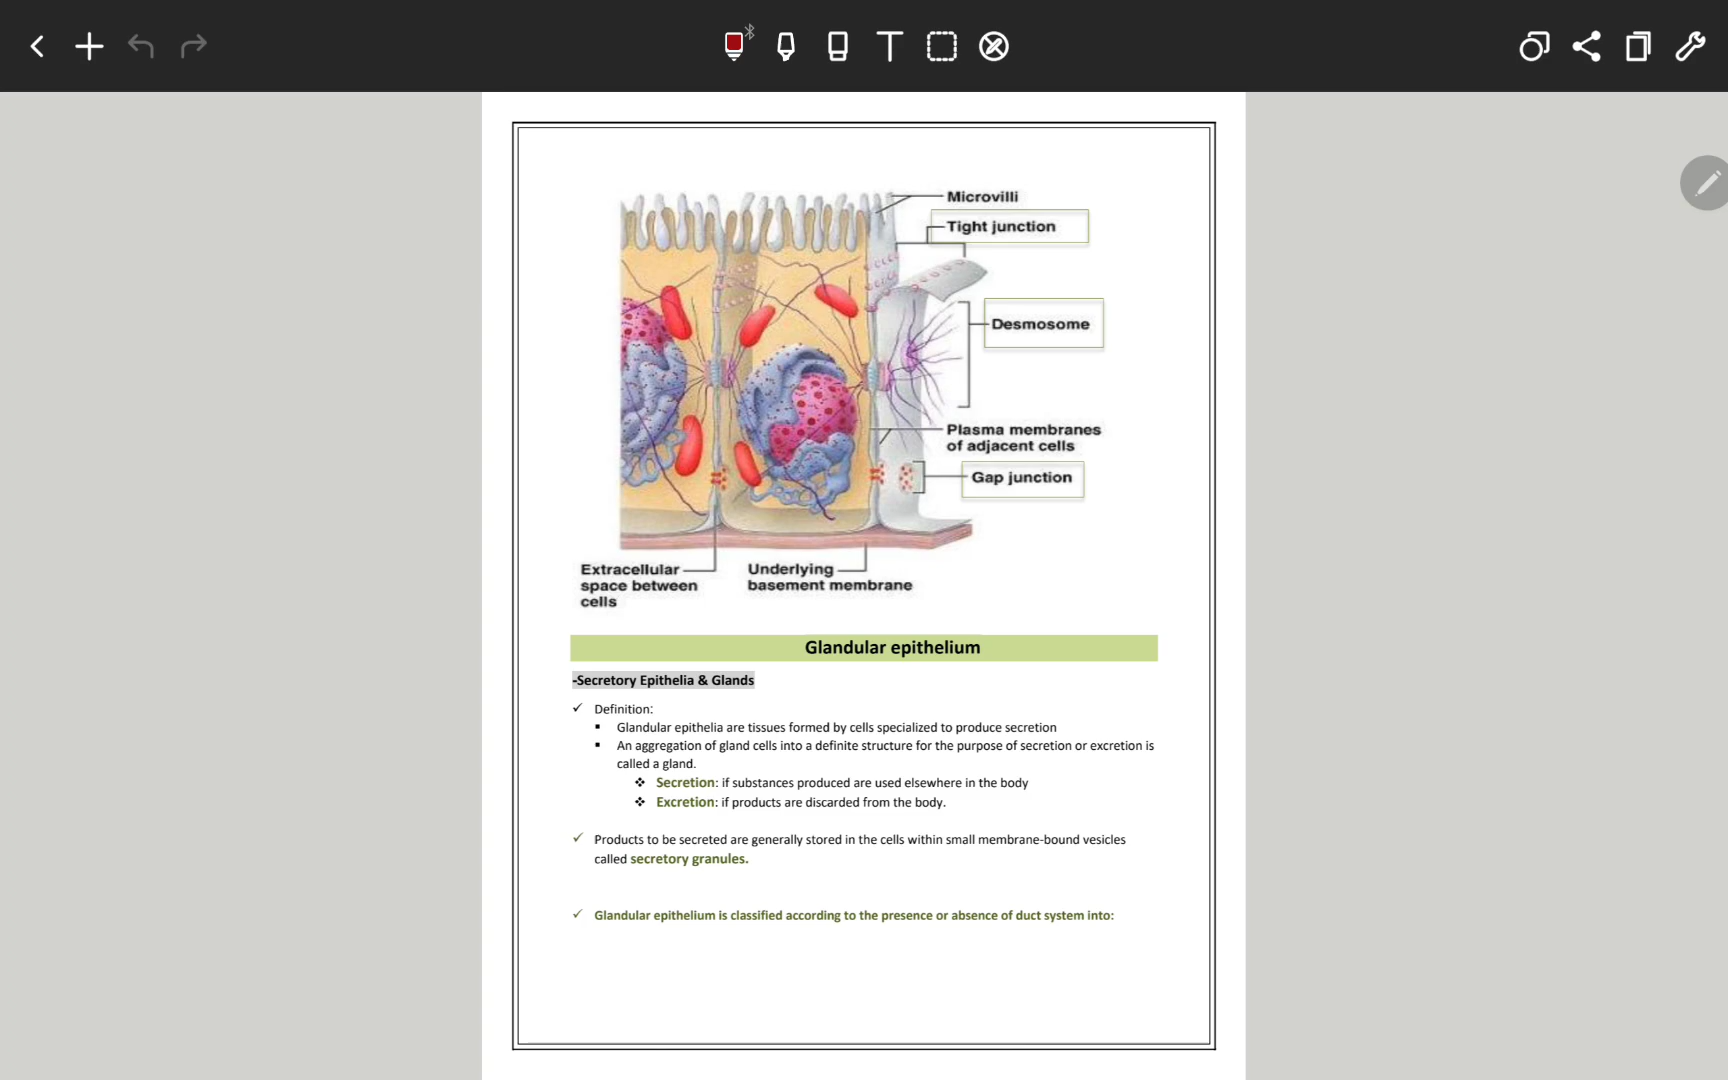 Microvilli
Tight junction
Desmosome
Plasma membranes
of adjacent cells
Gap junction
Extracellular
space between
cells
Underlying
basement membrane
Glandular epithelium
-Secretory Epithelia & Glands
✓ Definition:
▪ Glandular epithelia are tissues formed by cells specialized to produce secretion
▪ An aggregation of gland cells into a definite structure for the purpose of secretion or excretion is
called a gland.
❖ Secretion: if substances produced are used elsewhere in the body
❖ Excretion: if products are discarded from the body.
✓ Products to be secreted are generally stored in the cells within small membrane-bound vesicles
called secretory granules.
✓ Glandular epithelium is classified according to the presence or absence of duct system into: